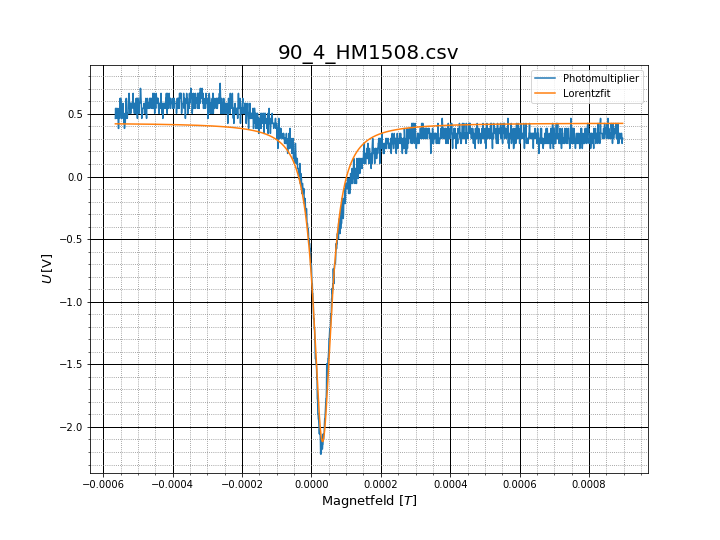 90_4_HM1508.csv
Photomultiplier
Lorentzfit
U[V]
0.5
0.0
−0.5
−1.0
−1.5
−2.0
−0.0006 −0.0004 −0.0002 0.0000 0.0002 0.0004 0.0006 0.0008
Magnetfeld [T]